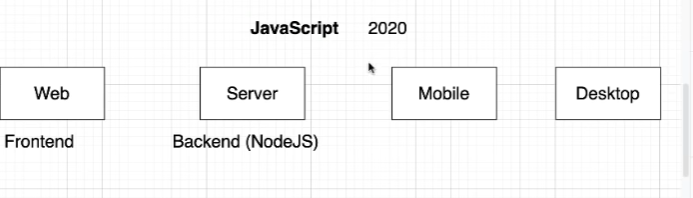 JavaScript 2020
Web Server Mobile Desktop
Frontend Backend (NodeJS)